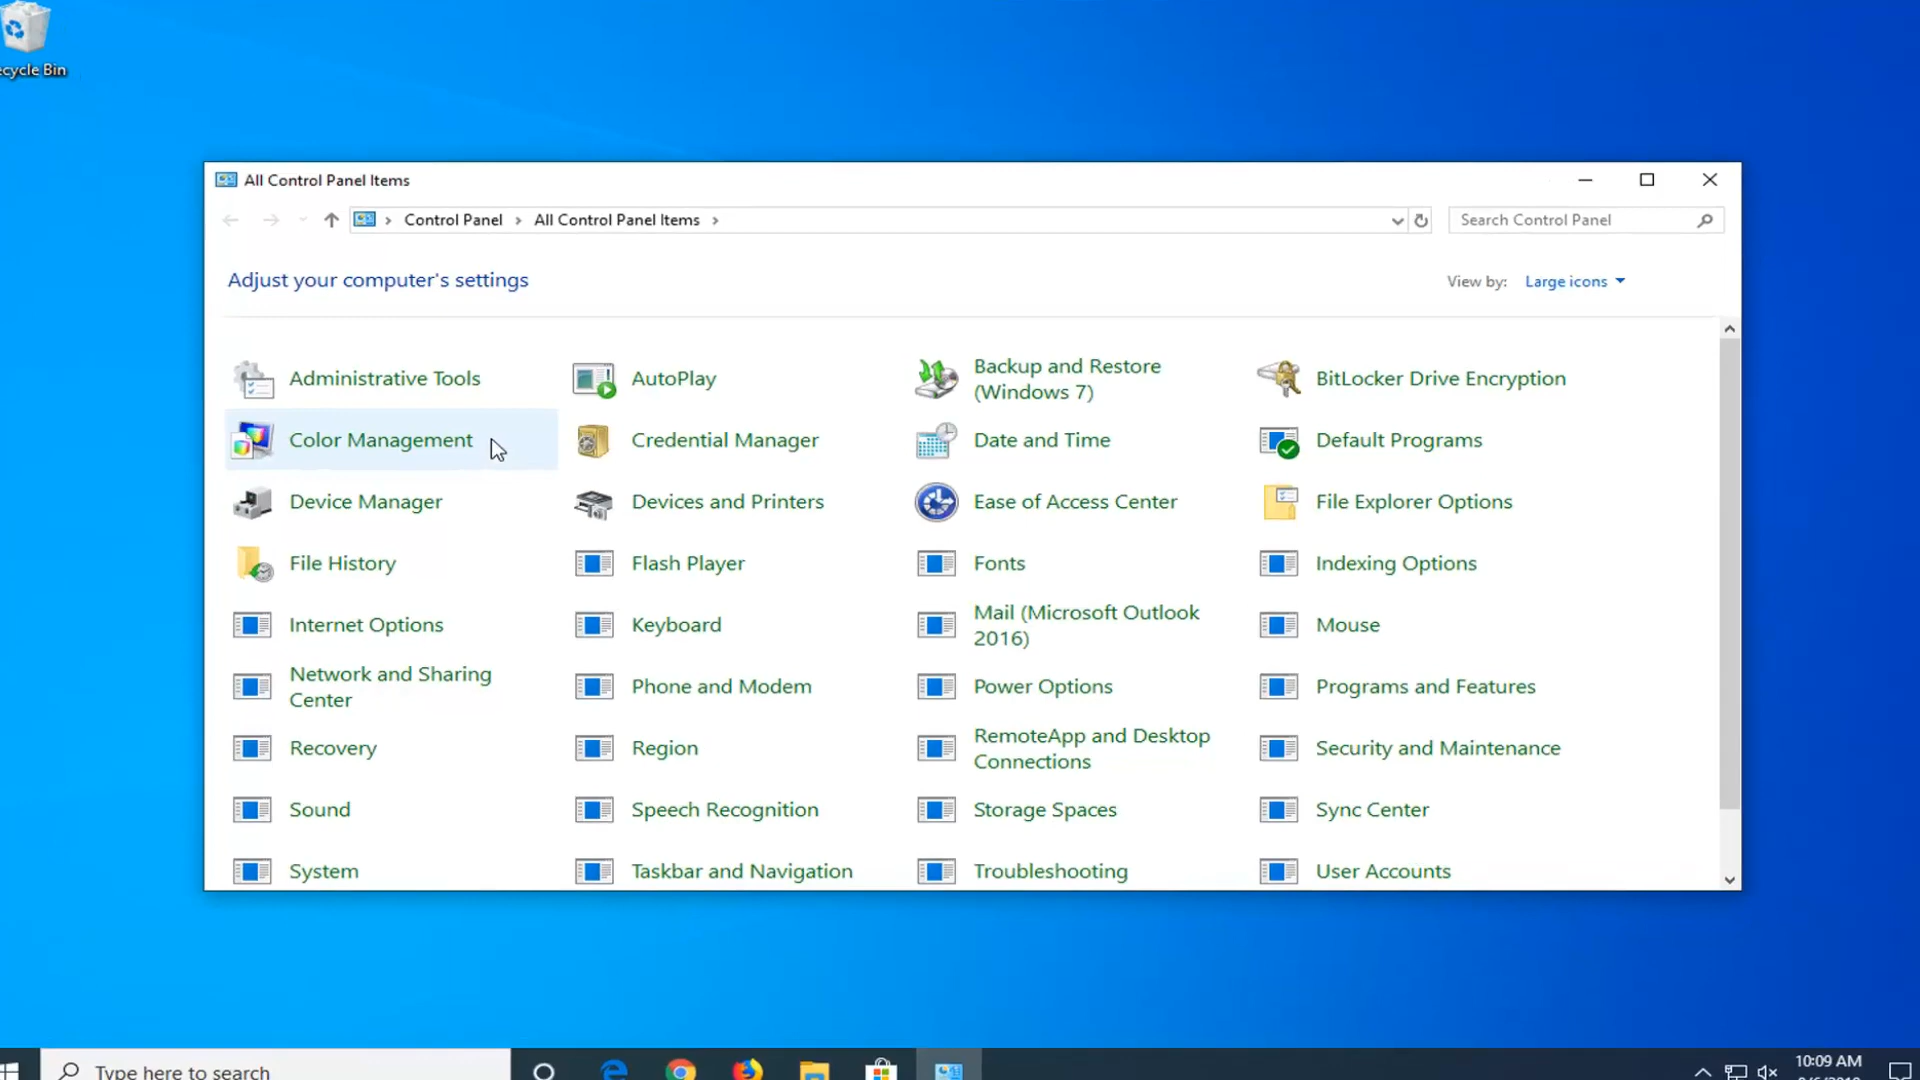 ecycle Bin
All Control Panel Items
Control Panel
All Control Panel Items
Search Control Panel
Adjust your computer's settings
View by:
Large icons
Administrative Tools
AutoPlay
Backup and Restore
(Windows 7)
BitLocker Drive Encryption
Color Management
Credential Manager
Date and Time
Default Programs
Device Manager
Devices and Printers
Ease of Access Center
File Explorer Options
File History
Flash Player
Fonts
Indexing Options
Internet Options
Keyboard
Mail (Microsoft Outlook
2016)
Mouse
Network and Sharing
Center
Phone and Modem
Power Options
Programs and Features
Recovery
Region
RemoteApp and Desktop
Connections
Security and Maintenance
Sound
Speech Recognition
Storage Spaces
Sync Center
System
Taskbar and Navigation
Troubleshooting
User Accounts
Type here to search
10:09 AM